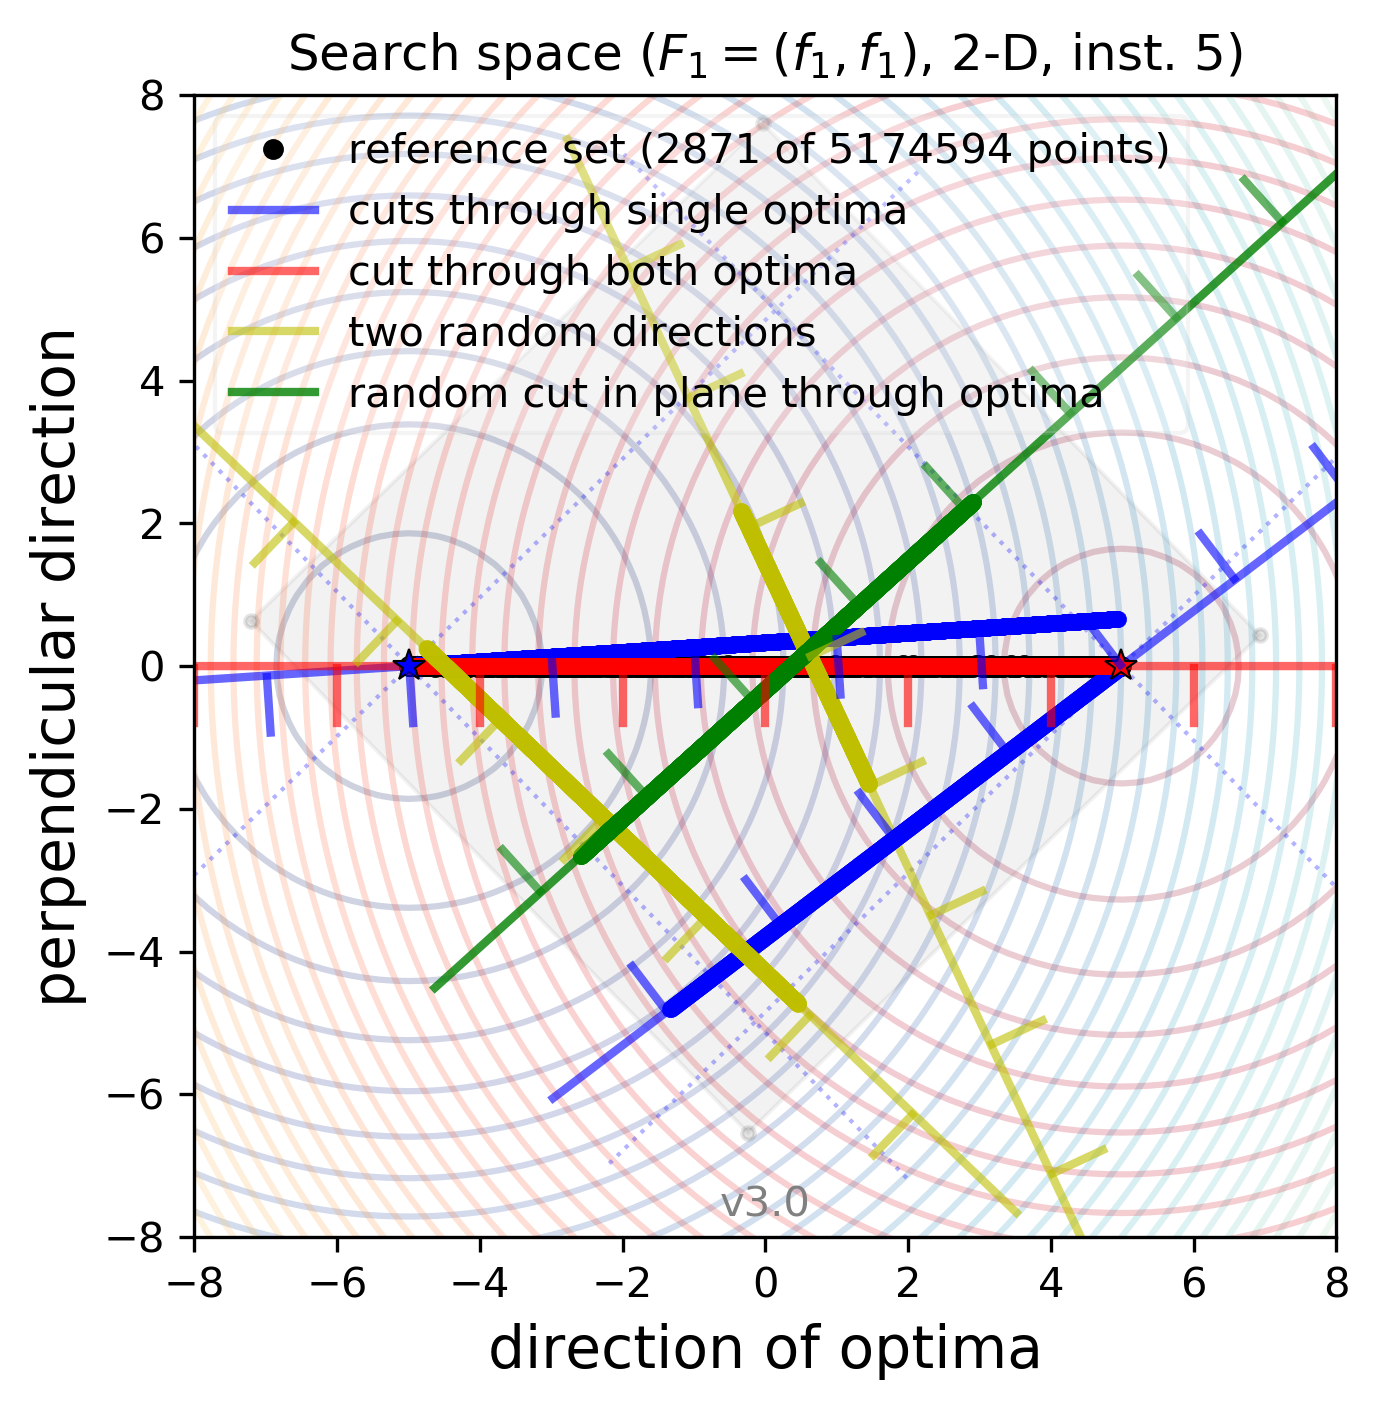 Search space ($F_1 = (f_1, f_1)$, 2-D, inst. 5)
8
reference set (2871 of 5174594 points)
cuts through single optima
6
cut through both optima
two random directions
4
random cut in plane through optima
2
0
−2
−4
−6
−8
perpendicular direction
v3.0
−8 −6 −4 −2 0 2 4 6 8
direction of optima